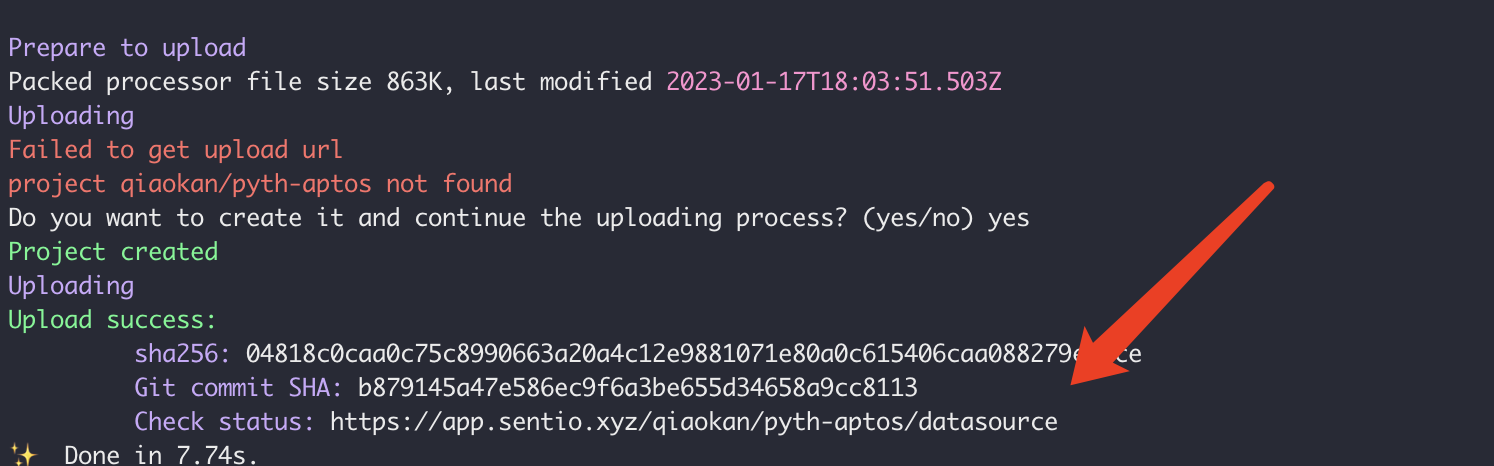 Prepare to upload
Packed processor file size 863K, last modified 2023-01-17T18:03:51.503Z
Uploading
Failed to get upload url
project qiaokan/pyth-aptos not found
Do you want to create it and continue the uploading process? (yes/no) yes
Project created
Uploading
Upload success:
sha256:
Git commit SHA: b879145a47e586ec9f6a3be655d34658a9cc8113
Check status: https://app.sentio.xyz/qiaokan/pyth-aptos/datasource
✨ Done in 7.74s.